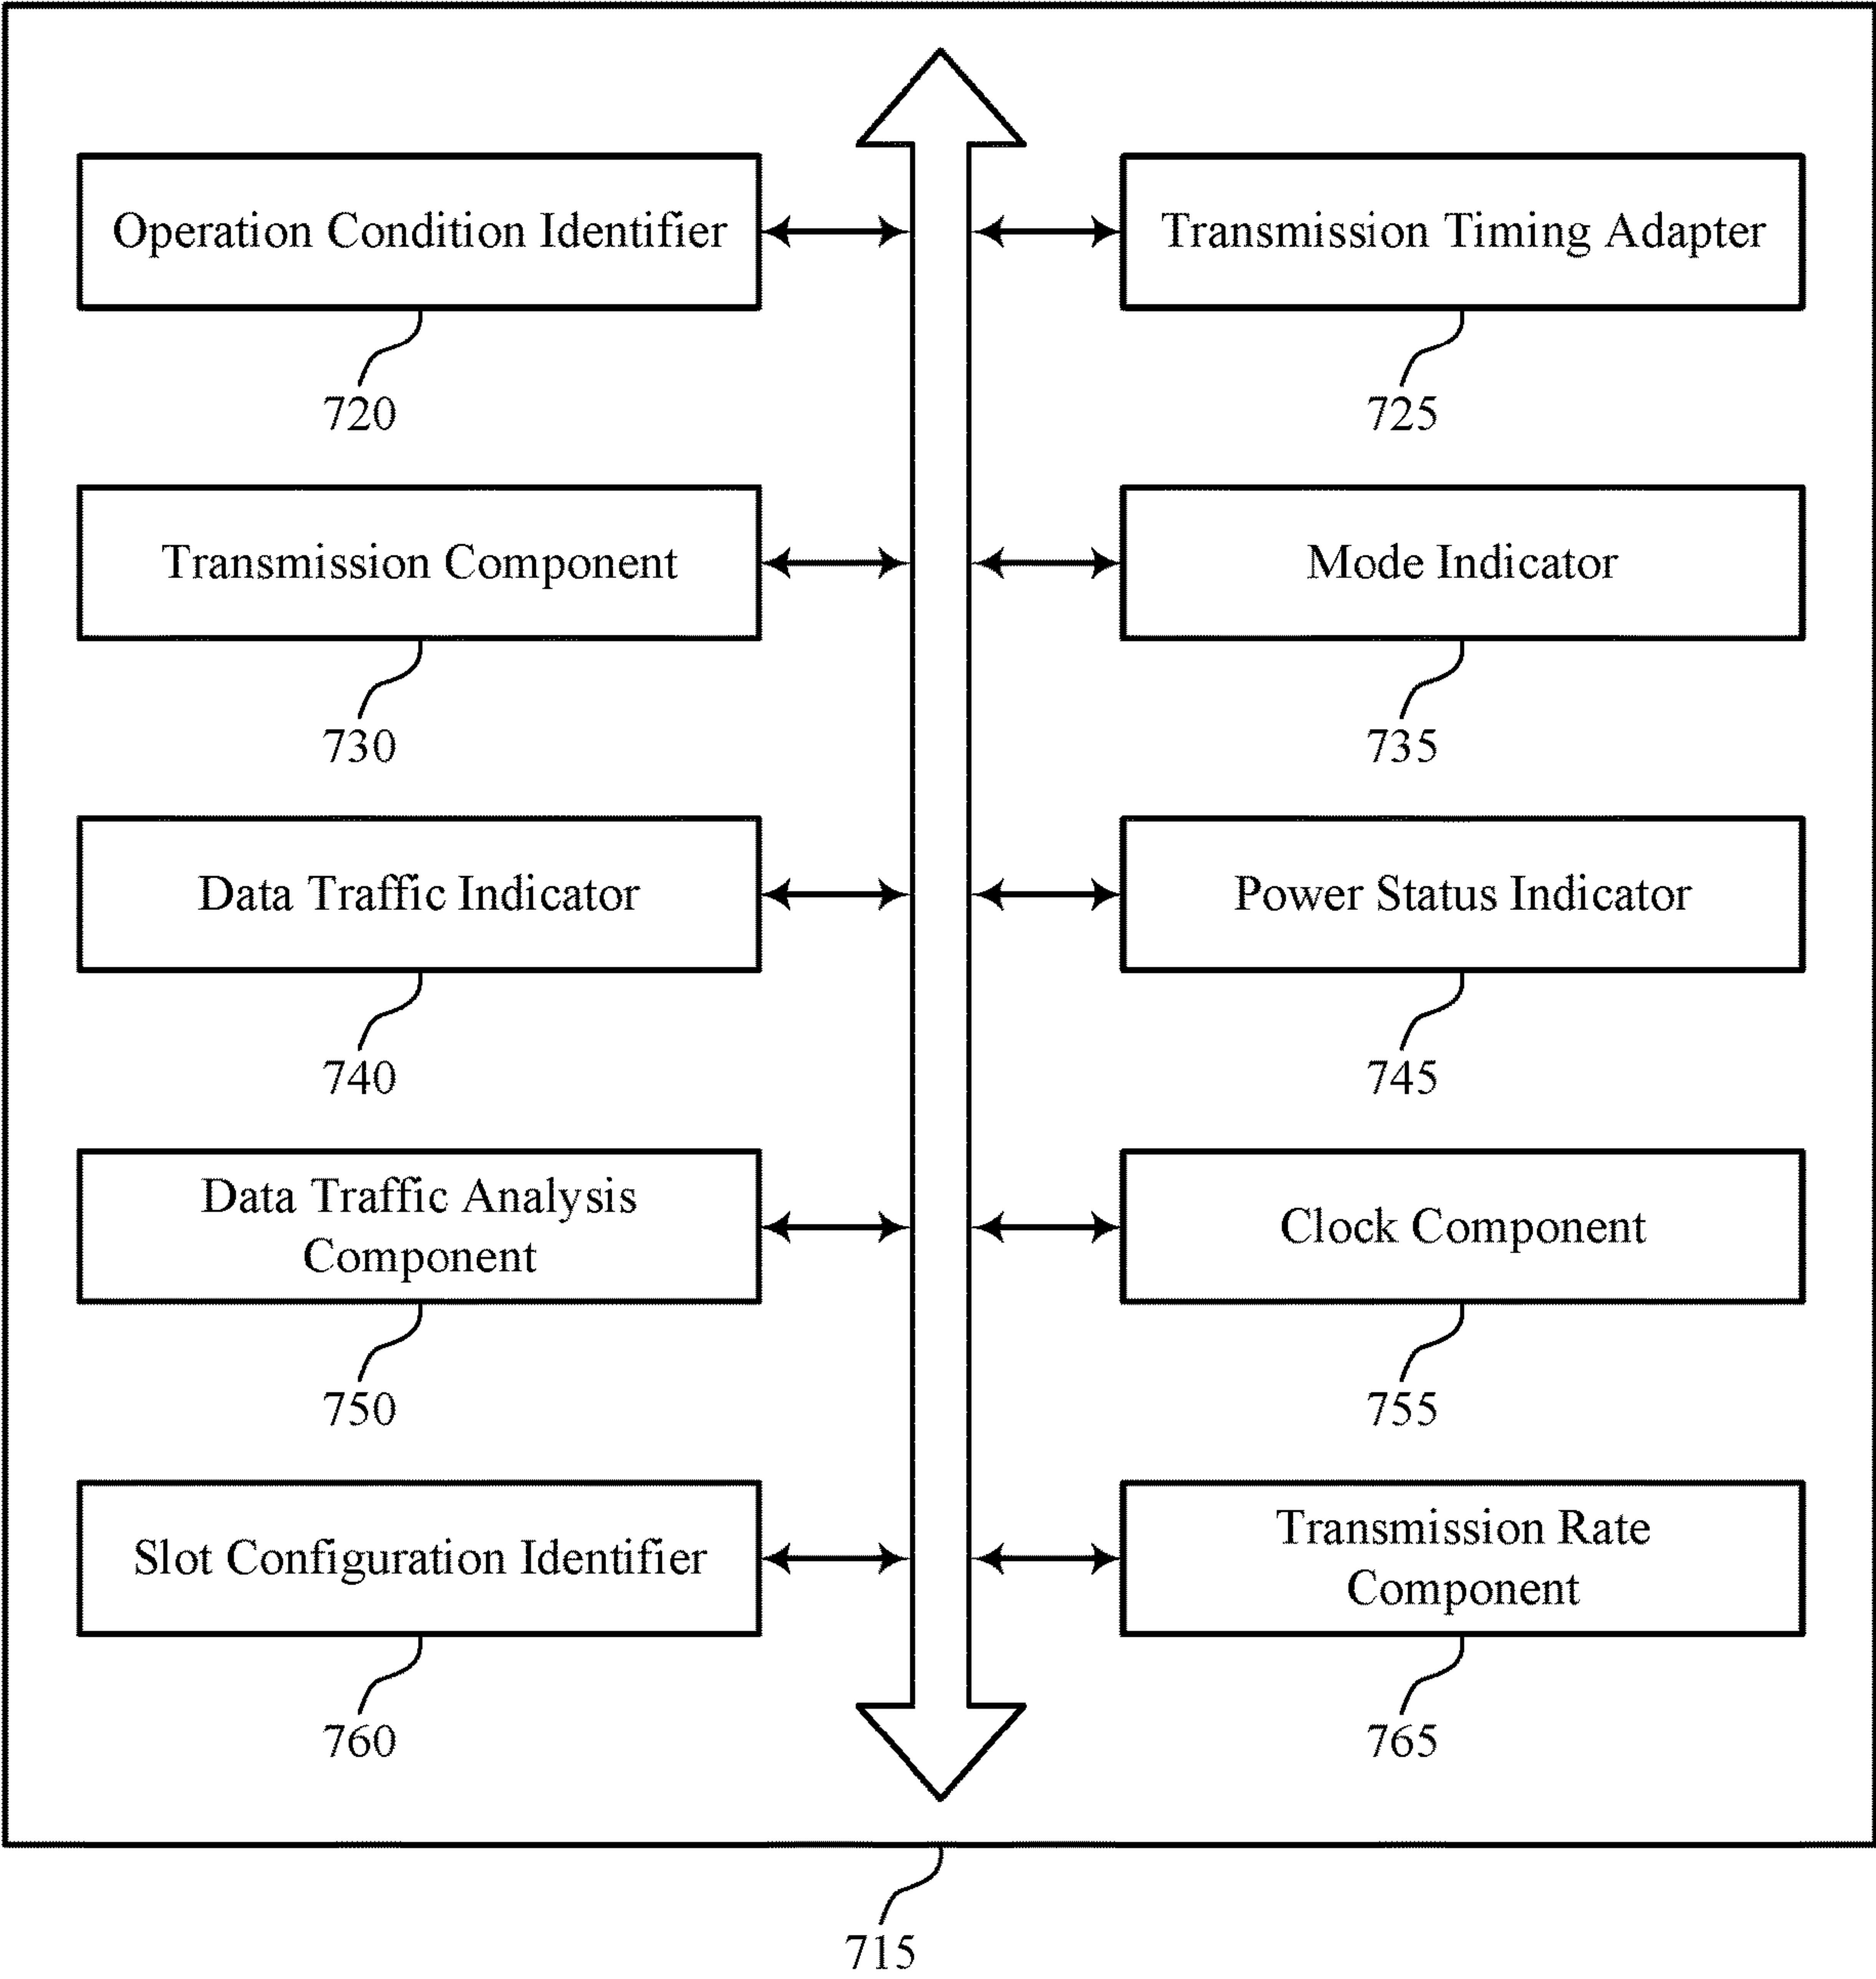 Operation Condition Identifier
Transmission Timing Adapter
720
725
Transmission Component
Mode Indicator
730
735
Data Traffic Indicator
Power Status Indicator
740
745
Data Traffic Analysis
Component
Clock Component
750
755
Slot Configuration Identifier
Transmission Rate
Component
760
765
715